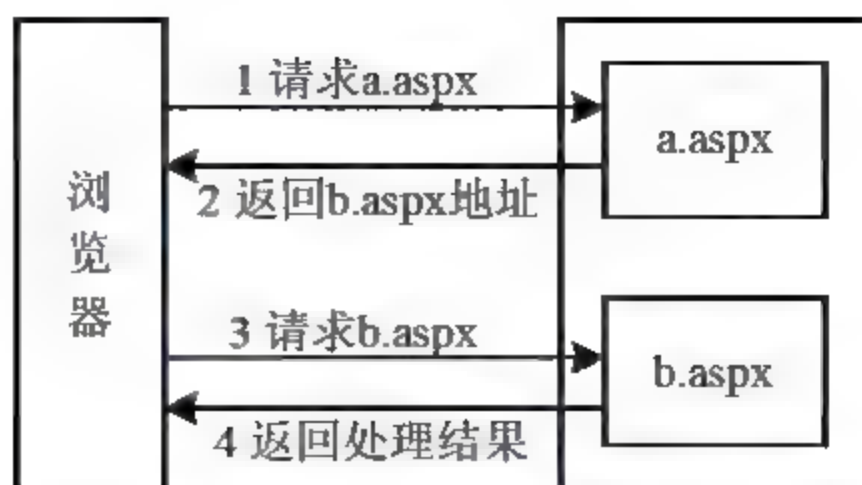 1 请求a.aspx
a.aspx
2 返回b.aspx地址
浏
览
器
3 请求b.aspx
b.aspx
4 返回处理结果